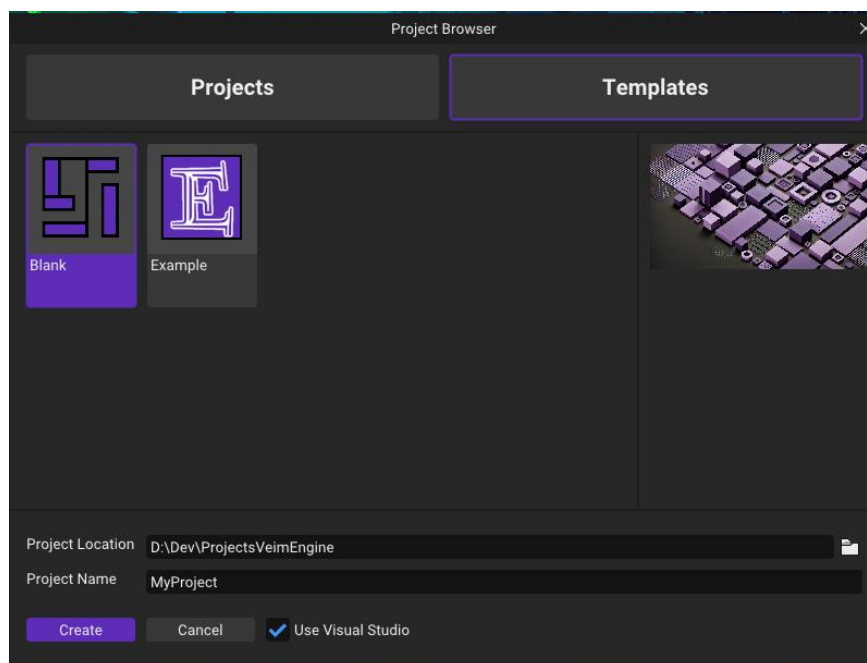 Project Browser
Projects
Templates
E
Blank
Example
Project Location
D:\Dev\ProjectsVeimEngine
Project Name
MyProject
Create
Cancel
Use Visual Studio